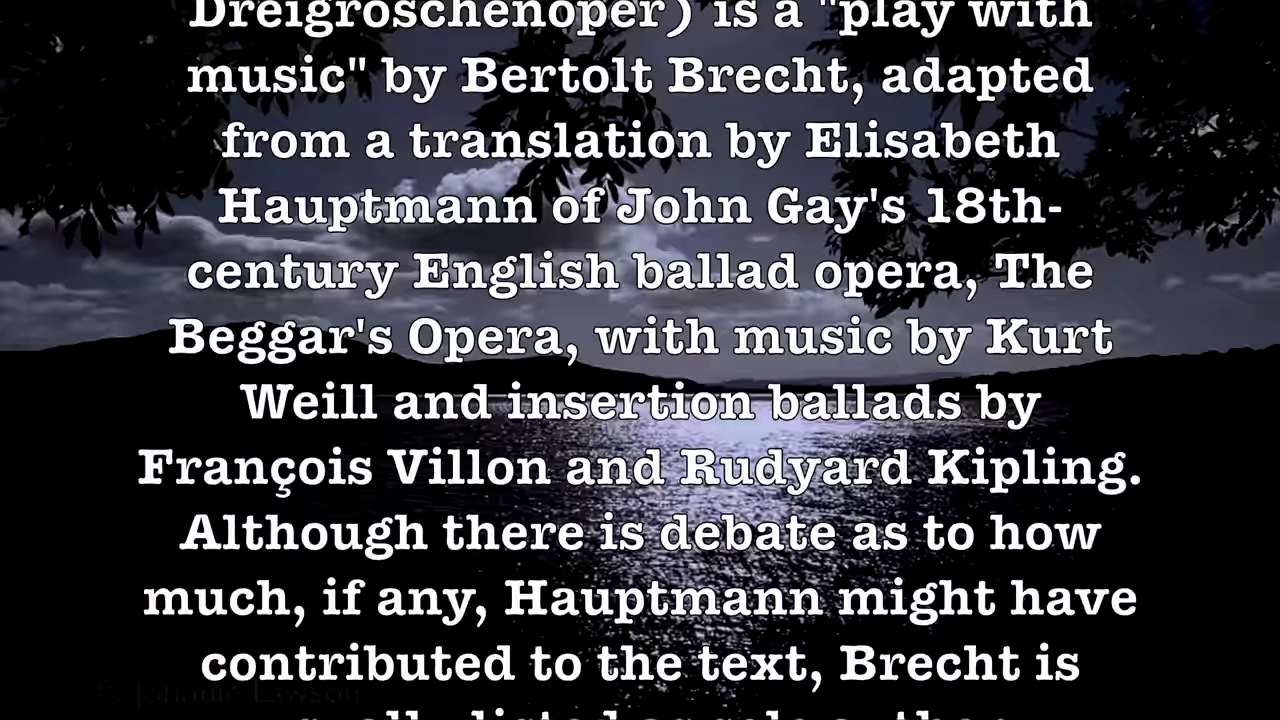 Dreigroschenoper) is a "play with
music" by Bertolt Brecht, adapted
from a translation by Elisabeth
Hauptmann of John Gay's 18th-
century English ballad opera, The
Beggar's Opera, with music by Kurt
Weill and insertion ballads by
François Villon and Rudyard Kipling.
Although there is debate as to how
much, if any, Hauptmann might have
contributed to the text, Brecht is